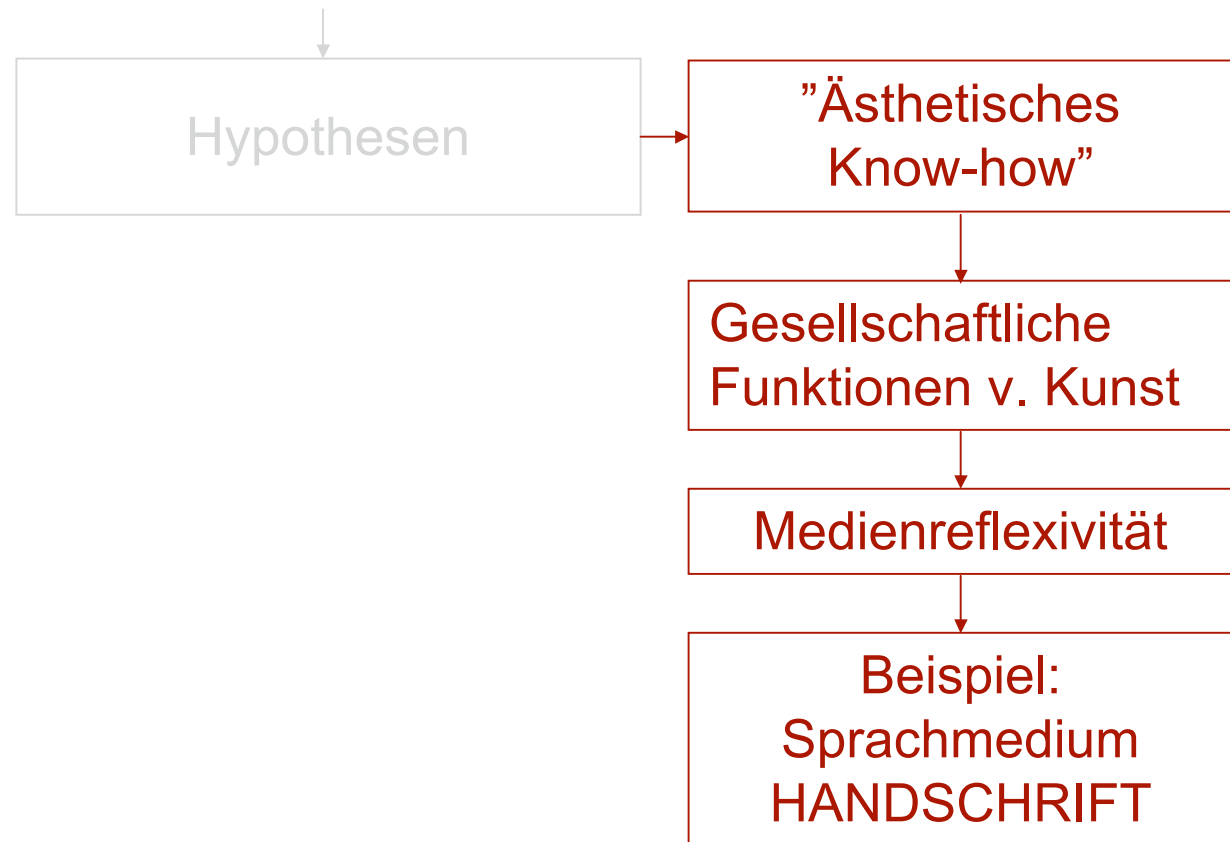 Hypothesen
”Ästhetisches
Know-how”
Gesellschaftliche
Funktionen v. Kunst
Medienreflexivität
Beispiel:
Sprachmedium
HANDSCHRIFT